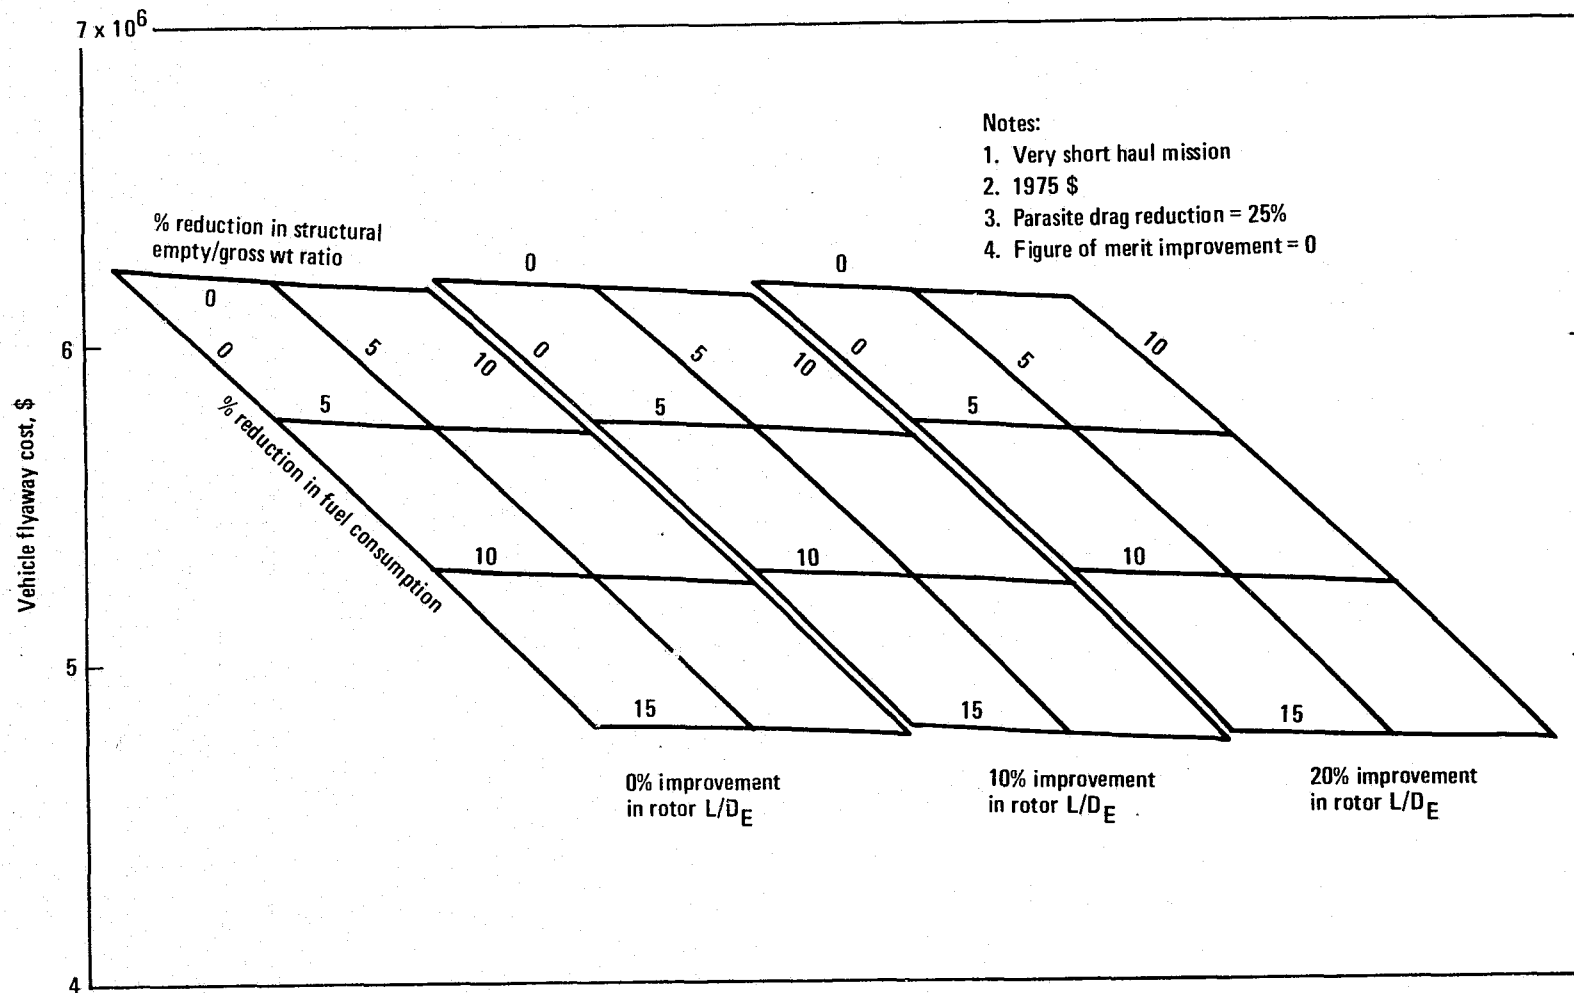 7 x 10⁶
Notes:
1. Very short haul mission
2. 1975 $
3. Parasite drag reduction = 25%
4. Figure of merit improvement = 0
% reduction in structural
empty/gross wt ratio
0
0
0
0
5
10
0
5
10
0
5
10
6
5
5
5
% reduction in fuel consumption
Vehicle flyaway cost, $
10
10
10
5
15
15
15
0% improvement
in rotor L/D_E
10% improvement
in rotor L/D_E
20% improvement
in rotor L/D_E
4